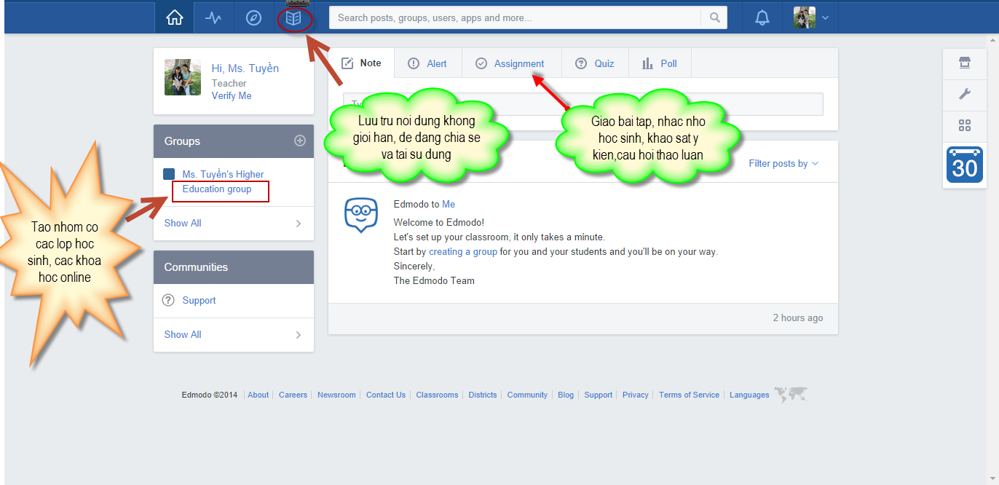 Search posts, groups, users, apps and more...
Hi, Ms. Tuyền
Teacher
Verify Me
Note
Alert
Assignment
Quiz
Poll
Luu tru noi dung khong
gioi han, de dang chia se
va tai su dung
Giao bai tap, nhac nho
hoc sinh, khao sat y
kien,cau hoi thao luan
Groups
Ms. Tuyền's Higher
Education group
Show All
Tao nhom co
cac lop hoc
sinh, cac khoa
hoc online
Communities
Support
Show All
Filter posts by
Edmodo to Me
Welcome to Edmodo!
Let's set up your classroom, it only takes a minute.
Start by creating a group for you and your students and you'll be on your way.
Sincerely,
The Edmodo Team
2 hours ago
30
Edmodo ©2014 About Careers Newsroom Contact Us Classrooms Districts Community Blog Support Privacy Terms of Service Languages